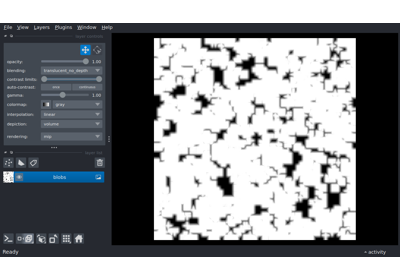 File View Layers Plugins Window Help
opacity: 1.00
blending: translucent_no_depth
contrast limits:
auto-contrast: once continuous
gamma: 1.00
colormap: gray
interpolation: linear
depiction: volume
rendering: mip
blobs
Ready
activity